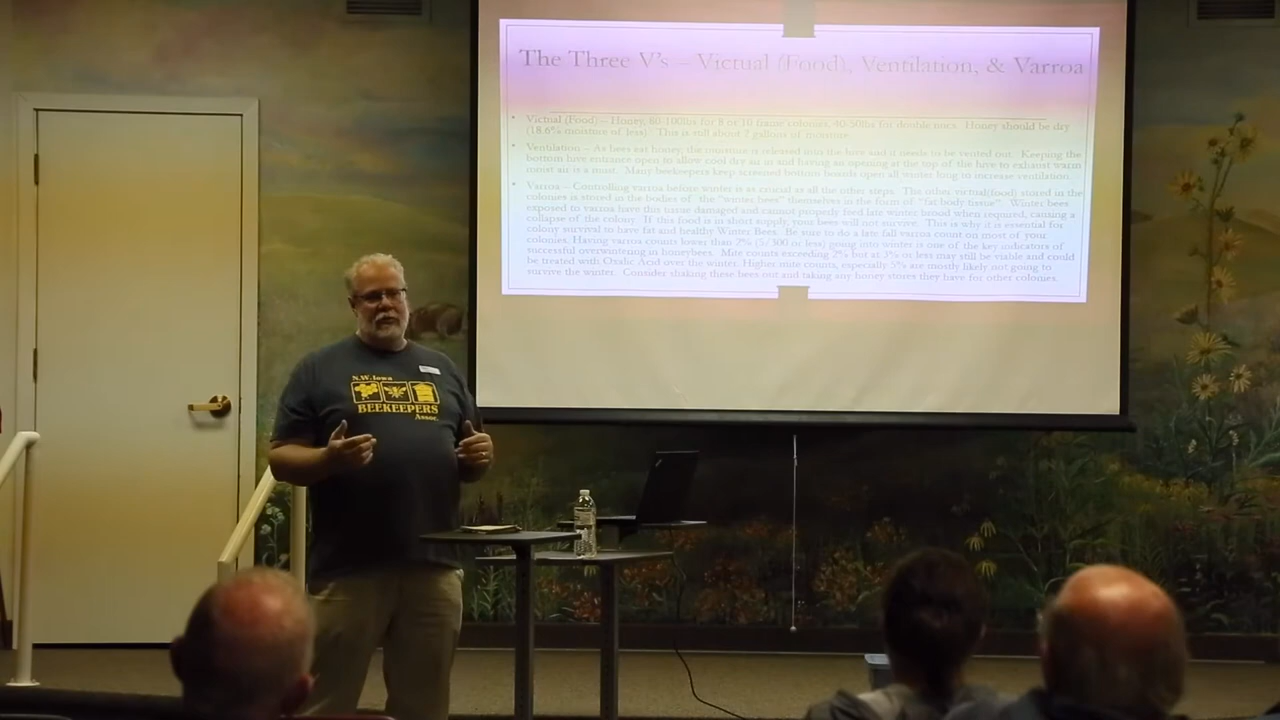 The Three V's – Victual (Food), Ventilation, & Varroa
• Victual (Food) – Honey, 80-100lbs for 8 or 10 frame colonies, 40-50lbs for double nucs. Honey should be dry
(18.6% moisture of less). This is still about 2 gallons of moisture
• Ventilation – As bees eat honey, the moisture is released into the hive and it needs to be vented out. Keeping the
bottom hive entrance open to allow cool dry air in and having an opening at the top of the hive to exhaust warm
moist air is a must. Many beekeepers keep screened bottom boards open all winter long to increase ventilation.
• Varroa – Controlling varroa before winter is as crucial as all the other steps. The other virtual(food) stored in the
colonies is stored in the bodies of the "winter bees" themselves in the form of "fat body tissue". Winter bees
exposed to varroa have this tissue damaged and cannot properly feed late winter brood when required, causing a
collapse of the colony. If this food is in short supply, your bees will not survive. This is why it is essential for
colony survival to have fat and healthy Winter Bees. Be sure to do a late fall varroa count on most of your
colonies. Having varroa counts lower than 2% (5/300 or less) going into winter is one of the key indicators of
successful overwintering in honeybees. Mite counts exceeding 2% but at 3% or less may still be viable and could
be treated with Oxalic Acid over the winter. Higher mite counts, especially 5% are mostly likely not going to
survive the winter. Consider shaking these bees out and taking any honey stores they have for other colonies.
N.W. Iowa
BEEKEEPERS
Assoc.